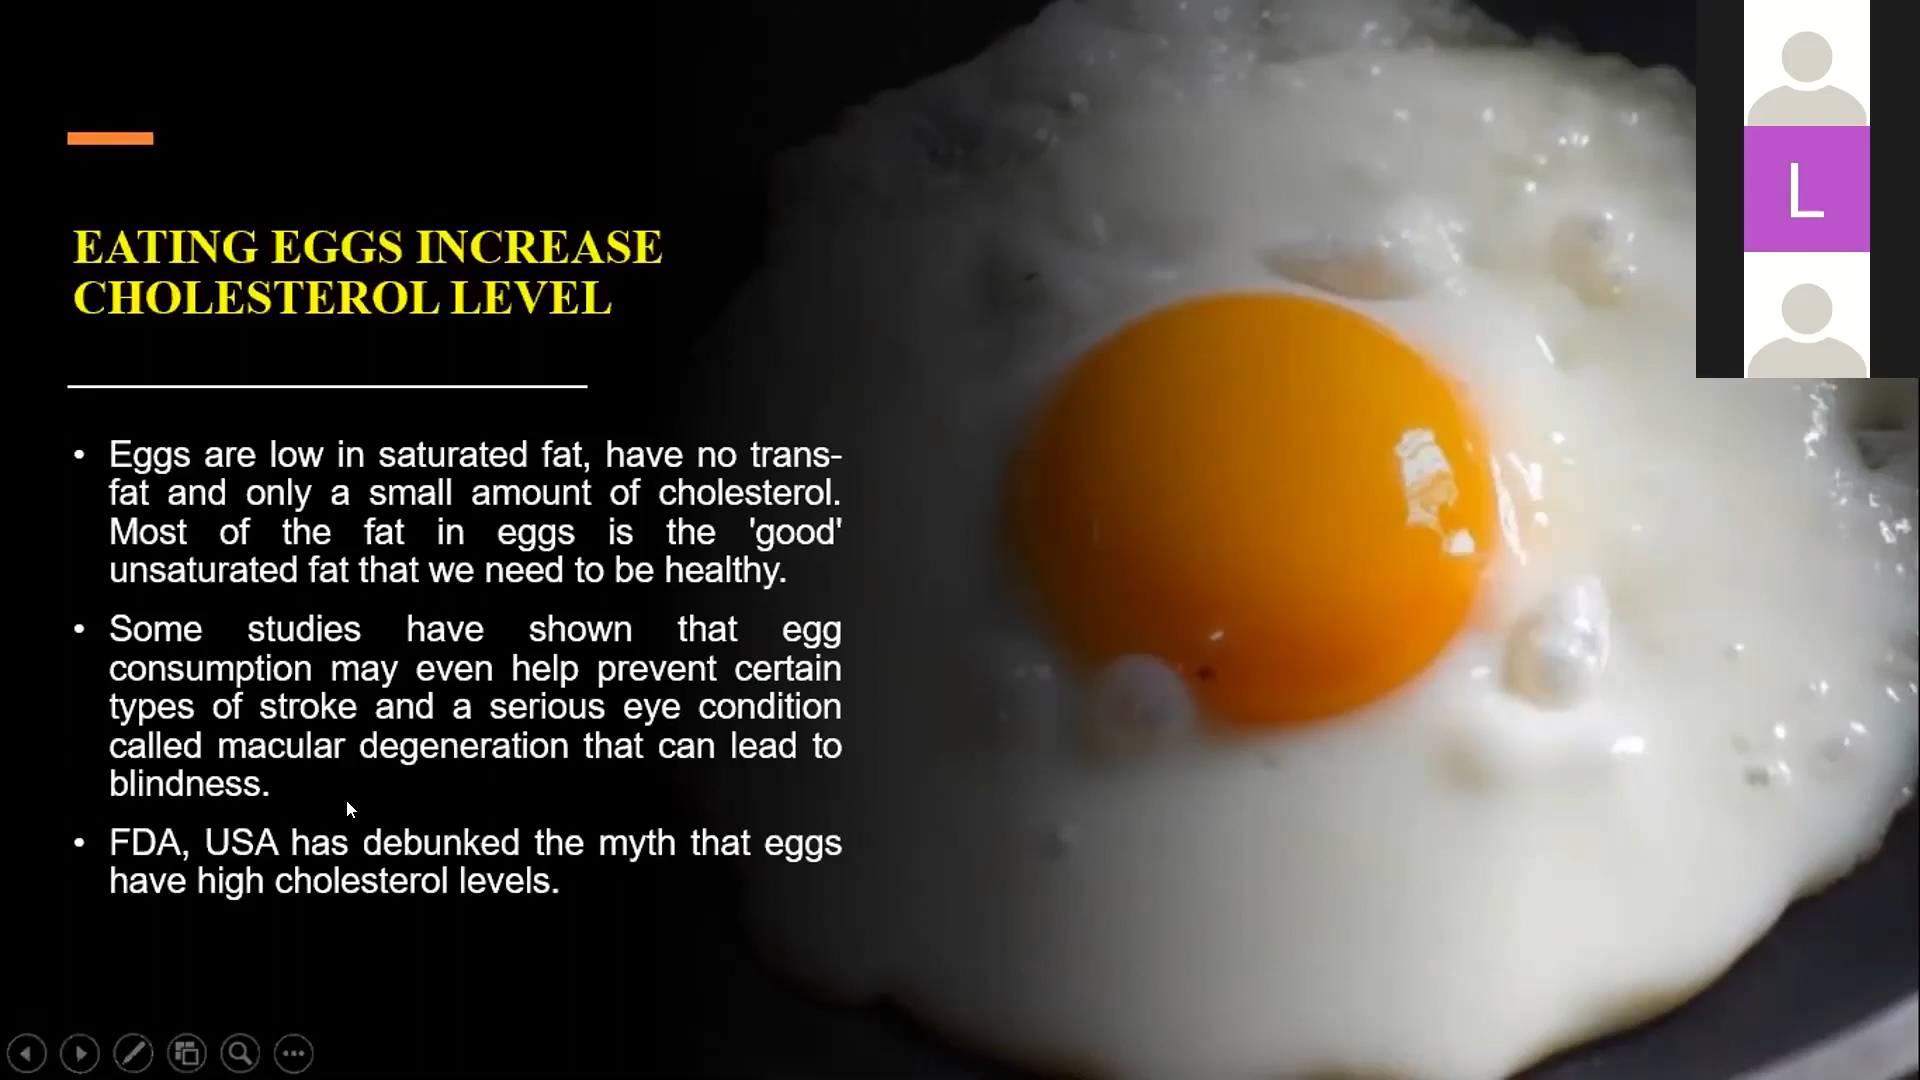 EATING EGGS INCREASE
CHOLESTEROL LEVEL
• Eggs are low in saturated fat, have no trans-
fat and only a small amount of cholesterol.
Most of the fat in eggs is the 'good'
unsaturated fat that we need to be healthy.
• Some studies have shown that egg
consumption may even help prevent certain
types of stroke and a serious eye condition
called macular degeneration that can lead to
blindness.
• FDA, USA has debunked the myth that eggs
have high cholesterol levels.
L